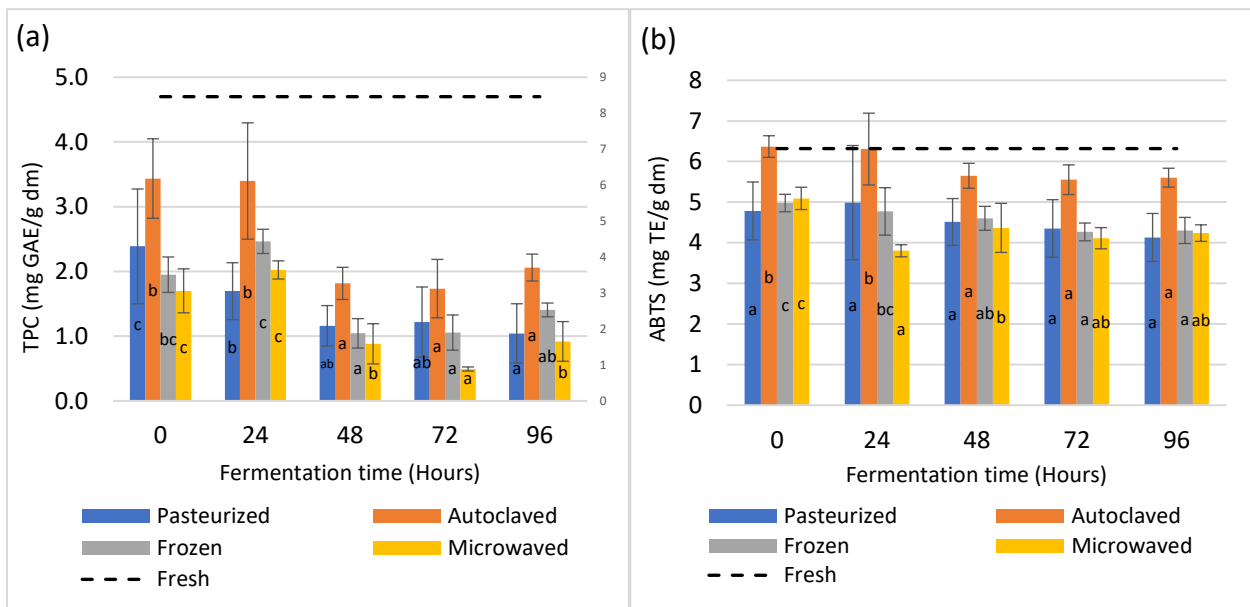 (a)
5.0
4.0
3.0
2.0
1.0
0.0
TPC (mg GAE/g dm)
9
8
7
6
5
4
3
2
1
0
c b bc c
b b c c
ab a a b
ab a a a
a a ab b
0 24 48 72 96
Fermentation time (Hours)
Pasteurized Autoclaved
Frozen Microwaved
Fresh
(b)
8
7
6
5
4
3
2
1
0
ABTS (mg TE/g dm)
a b c c
a b bc a
a a ab b
a a a ab
a a a ab
0 24 48 72 96
Fermentation time (Hours)
Pasteurized Autoclaved
Frozen Microwaved
Fresh